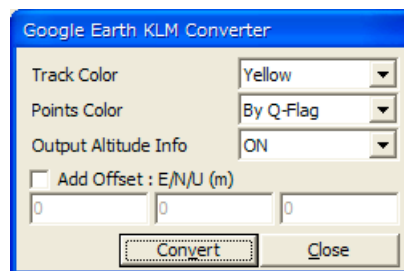 Google Earth KLM Converter
Track Color Yellow
Points Color By Q-Flag
Output Altitude Info ON
Add Offset : E/N/U (m)
0 0 0
Convert Close